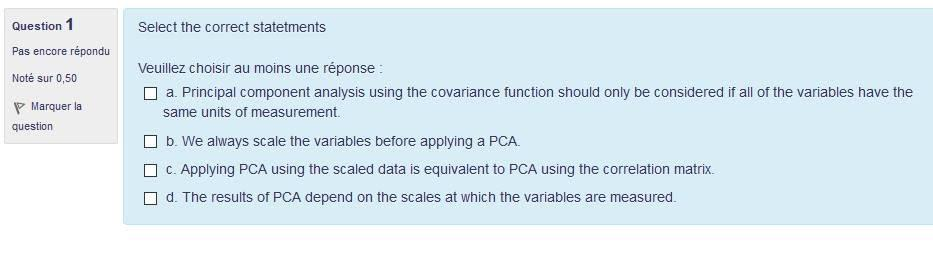 Question 1
Pas encore répondu
Noté sur 0,50
Marquer la
question
Select the correct statetments
Veuillez choisir au moins une réponse :
a. Principal component analysis using the covariance function should only be considered if all of the variables have the
same units of measurement.
b. We always scale the variables before applying a PCA.
c. Applying PCA using the scaled data is equivalent to PCA using the correlation matrix.
d. The results of PCA depend on the scales at which the variables are measured.